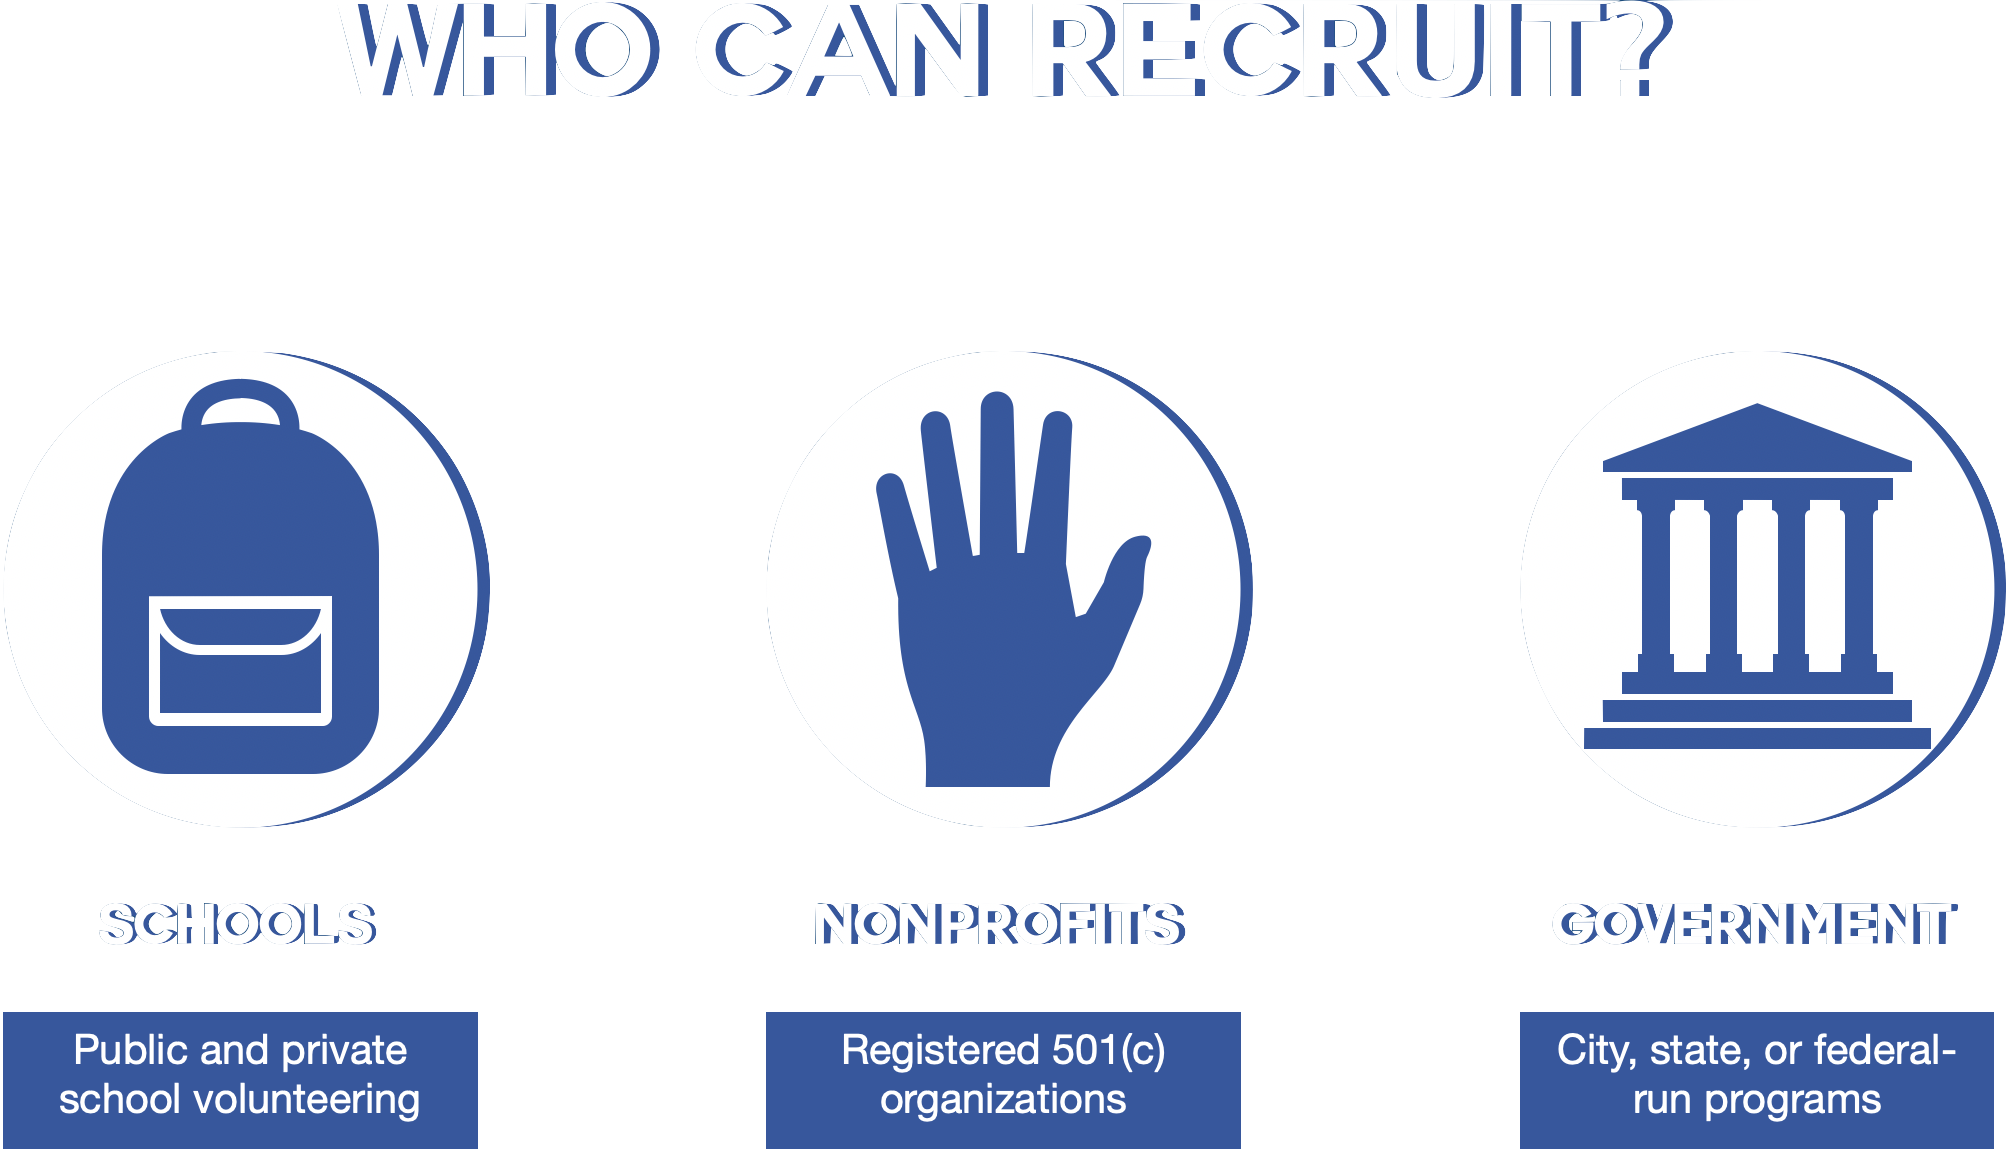 WHO CAN RECRUIT?
SCHOOLS
NONPROFITS
GOVERNMENT
Public and private
school volunteering
Registered 501(c)
organizations
City, state, or federal-
run programs